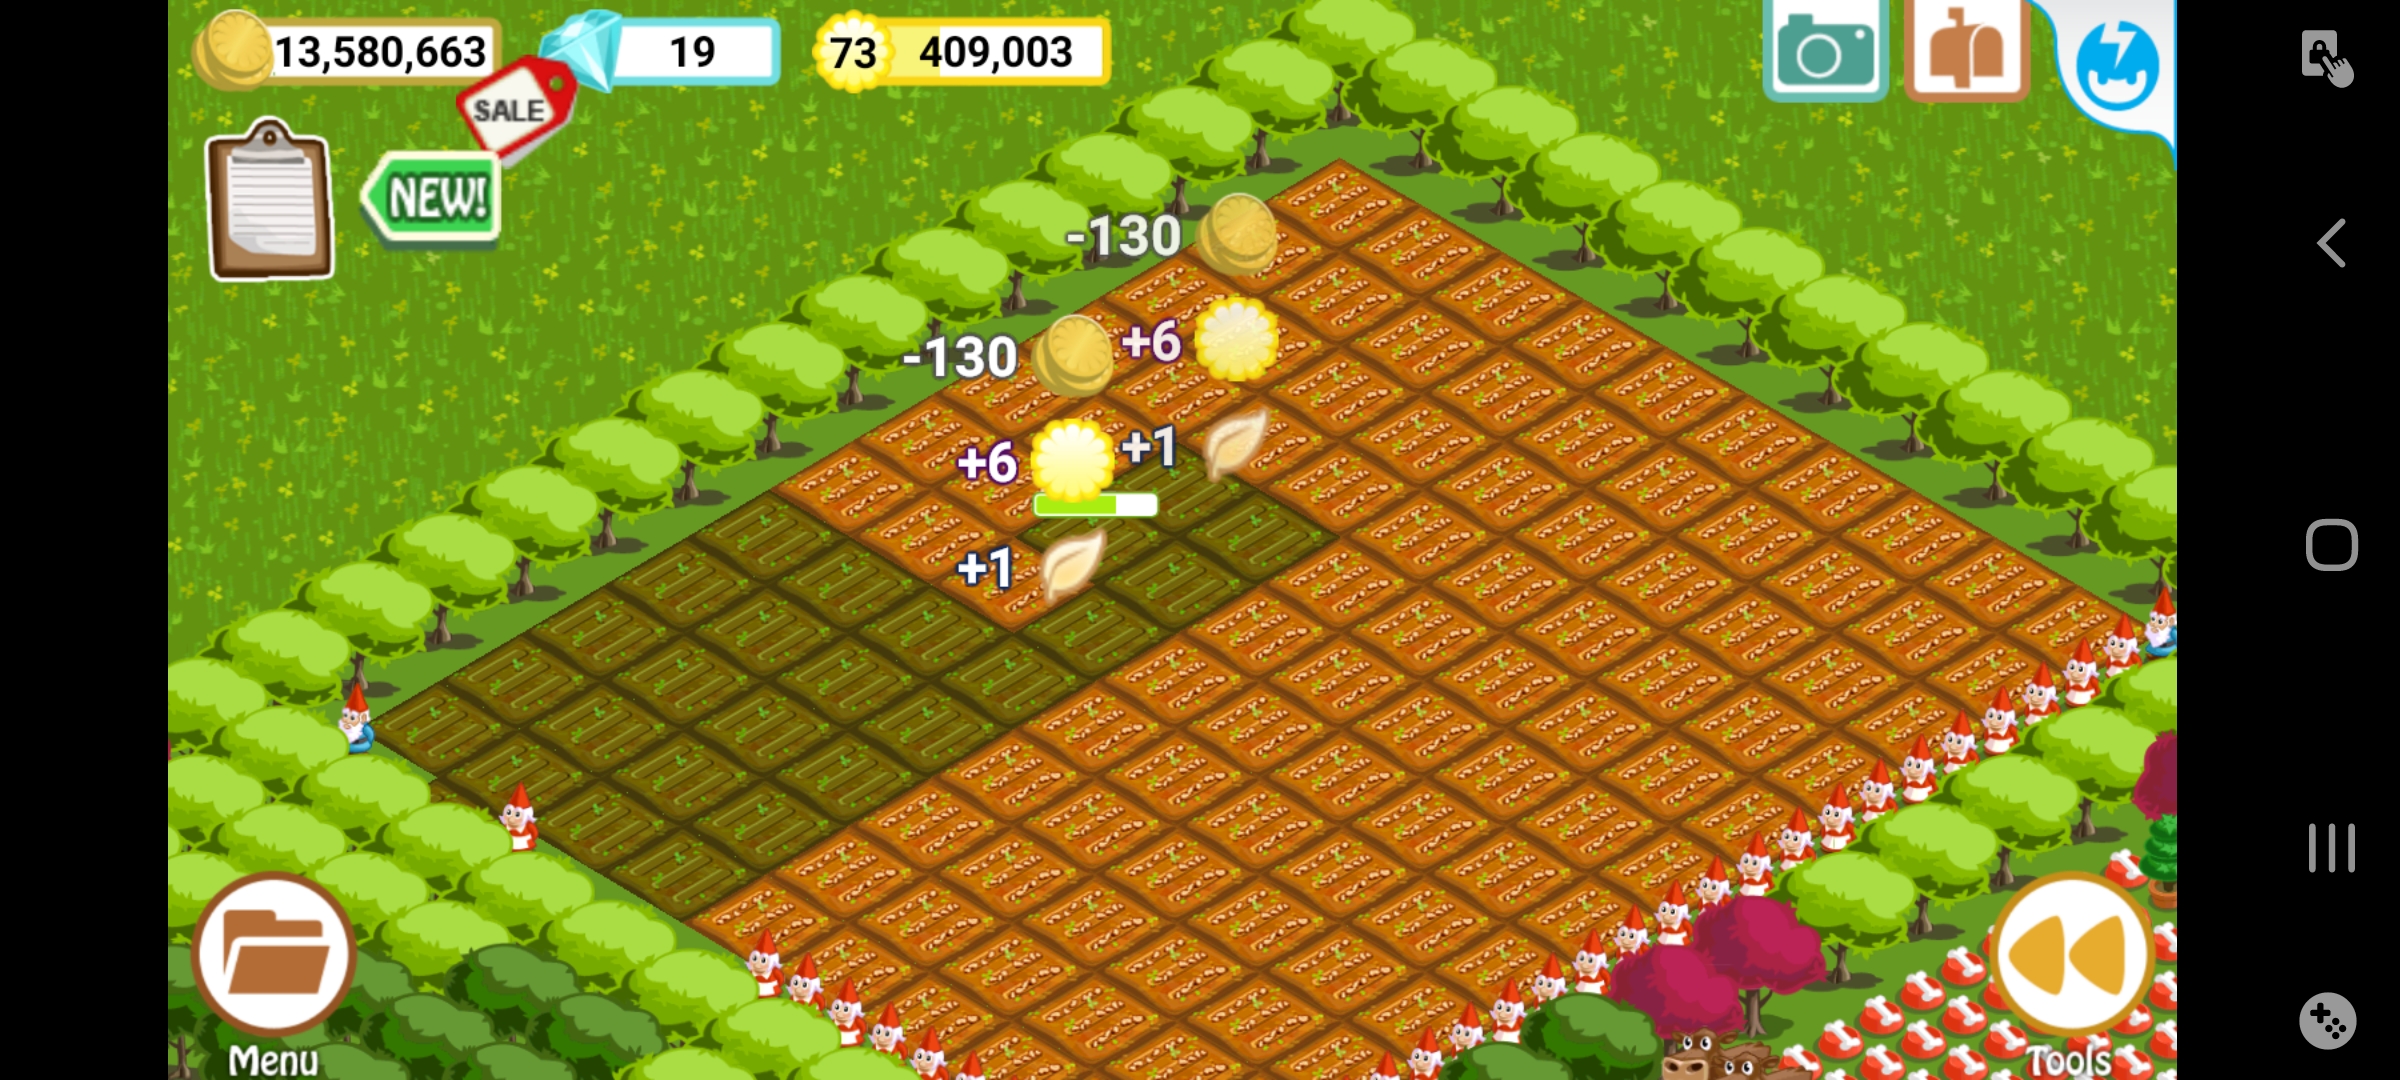 13,580,663
19
73
409,003
SALE
NEW!
-130
-130
+6
+6
+1
+1
Menu
Tools